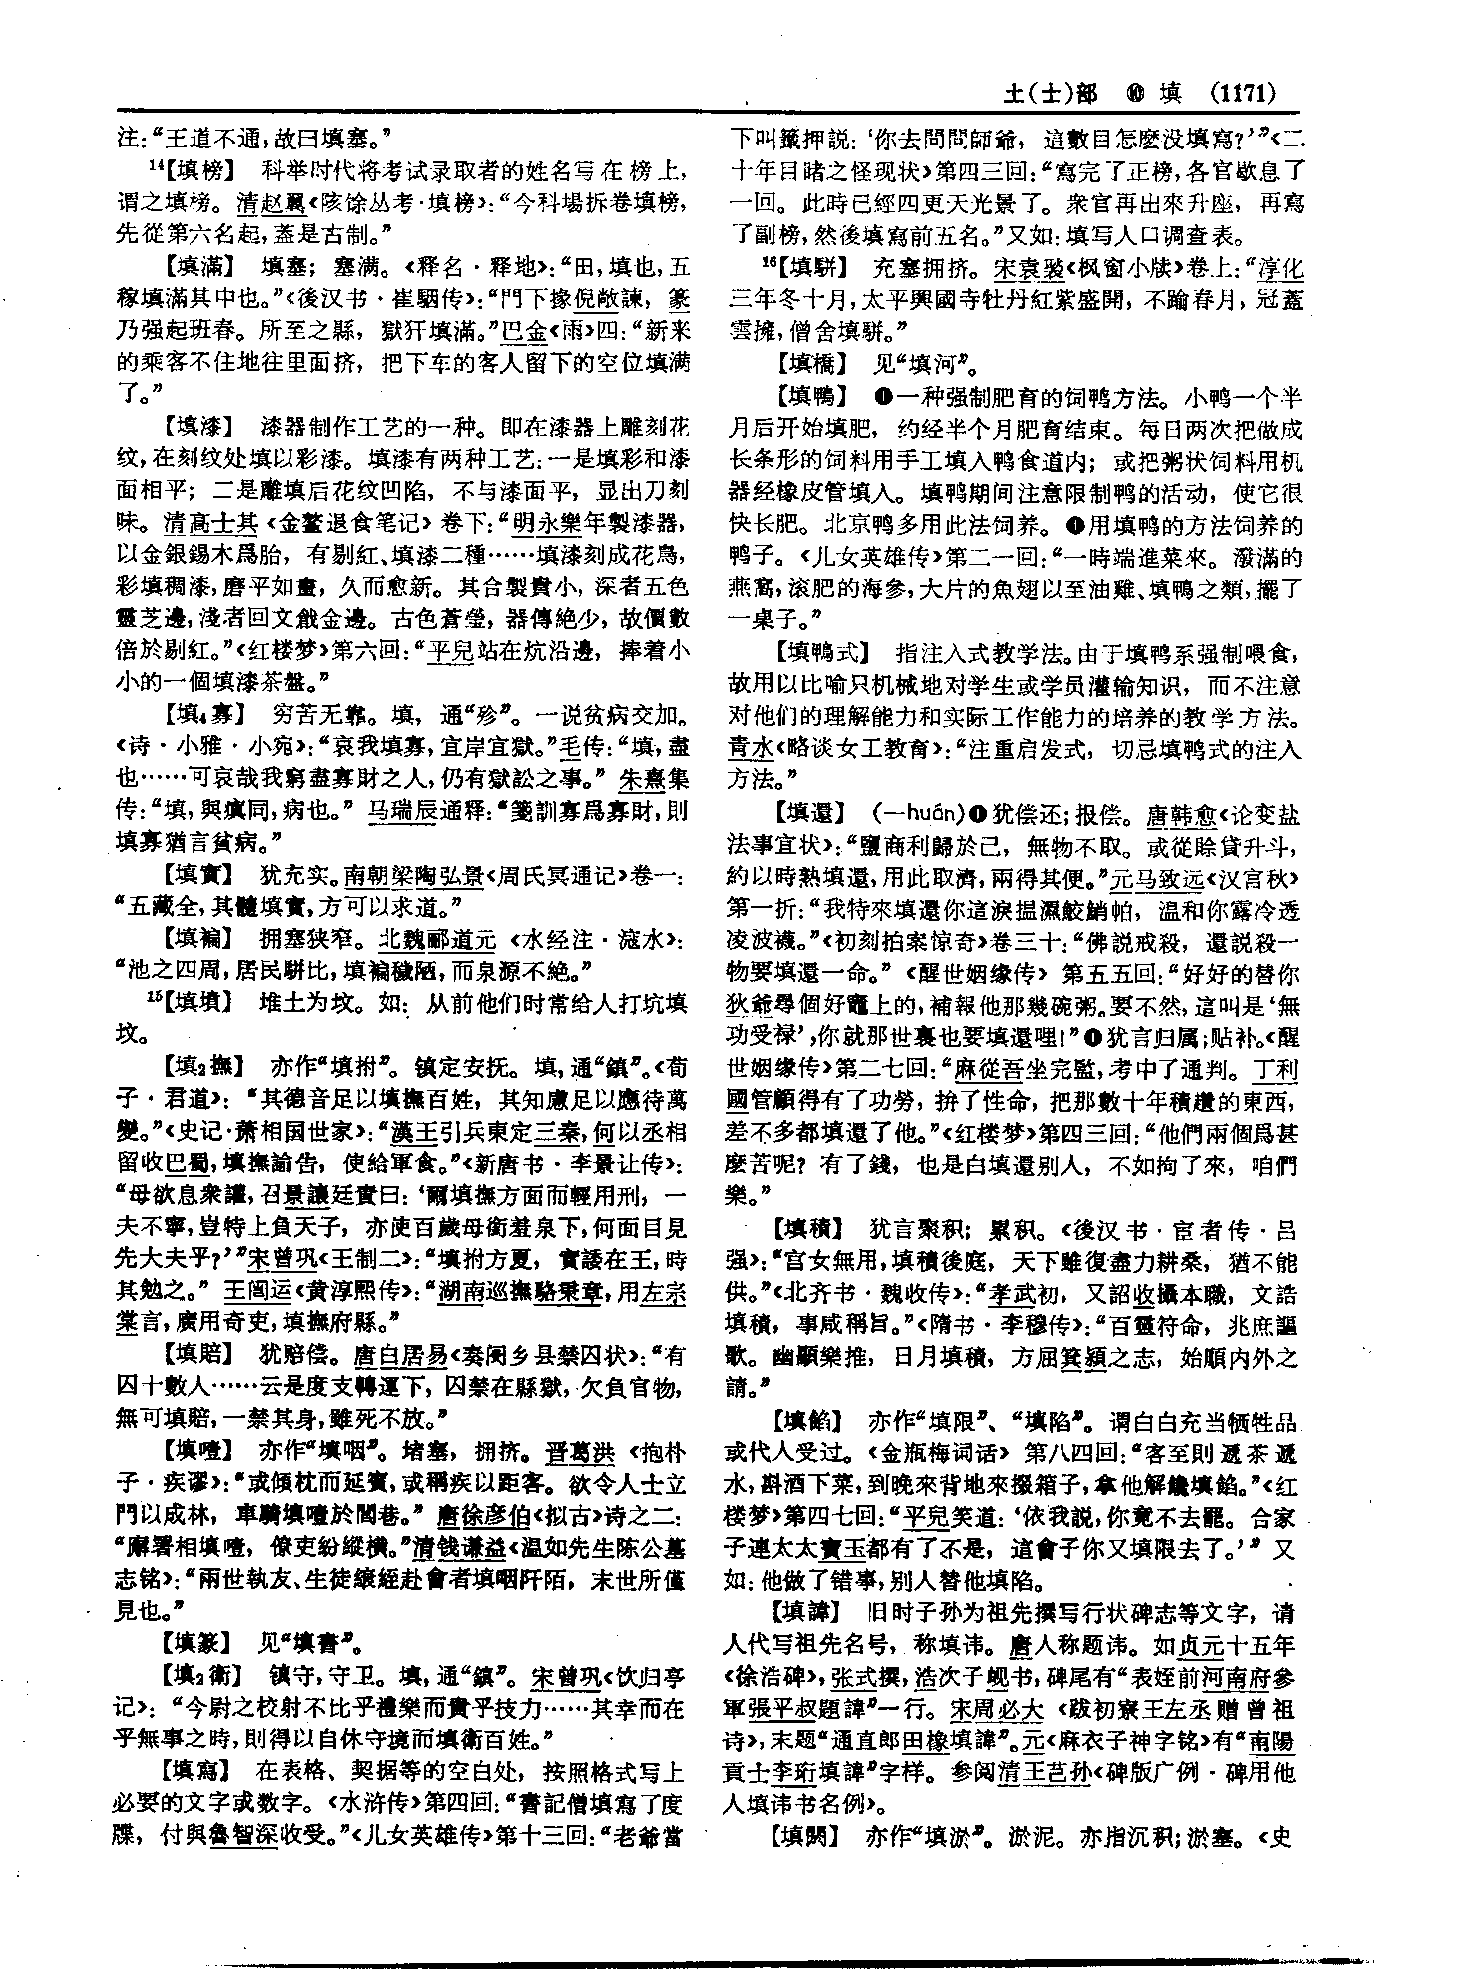 土(士)部 ⑩ 填 (1171)
注:“王道不通,故曰填塞。”
14【填榜】 科举时代将考试录取者的姓名写在榜上,
谓之填榜。清赵翼《陔馀丛考·填榜》:“今科場拆卷填榜,
先從第六名起,蓋是古制。”
【填滿】 填塞;塞满。《释名·释地》:“田,填也,五
稼填滿其中也。”《後汉书·崔駰传》:“門下掾倪敞諫,篆
乃强起班春。所至之縣,獄犴填滿。”巴金《雨》四:“新来
的乘客不住地往里面挤,把下车的客人留下的空位填满
了。”
【填漆】 漆器制作工艺的一种。即在漆器上雕刻花
纹,在刻纹处填以彩漆。填漆有两种工艺:一是填彩和漆
面相平;二是雕填后花纹凹陷,不与漆面平,显出刀刻
味。清高士其《金鳌退食笔记》卷下:“明永樂年製漆器,
以金銀錫木爲胎,有剔紅、填漆二種……填漆刻成花鳥,
彩填稠漆,磨平如畫,久而愈新。其合製貴小,深者五色
靈芝邊,淺者回文戧金邊。古色蒼瑩,器傳絶少,故價數
倍於剔紅。”《红楼梦》第六回:“平兒站在炕沿邊,捧着小
小的一個填漆茶盤。”
【填4寡】 穷苦无靠。填,通“殄”。一说贫病交加。
《诗·小雅·小宛》:“哀我填寡,宜岸宜獄。”毛传:“填,盡
也……可哀哉我窮盡寡財之人,仍有獄訟之事。” 朱熹集
传:“填,與瘨同,病也。” 马瑞辰通释:“箋訓寡爲寡財,則
填寡猶言貧病。”
【填實】 犹充实。南朝梁陶弘景《周氏冥通记》卷一:
“五藏全,其髓填實,方可以求道。”
【填褊】 拥塞狭窄。北魏郦道元《水经注·滱水》:
“池之四周,居民駢比,填褊穢陋,而泉源不絶。”
15【填墳】 堆土为坟。如:从前他们时常给人打坑填
坟。
【填2撫】 亦作“填拊”。镇定安抚。填,通“鎮”。《荀
子·君道》:“其德音足以填撫百姓,其知慮足以應待萬
變。”《史记·萧相国世家》:“漢王引兵東定三秦,何以丞相
留收巴蜀,填撫諭告,使給軍食。”《新唐书·李景让传》:
“母欲息衆讙,召景讓廷責曰:‘爾填撫方面而輕用刑,一
夫不寧,豈特上負天子,亦使百歲母銜羞泉下,何面目見
先大夫乎?’”宋曾巩《王制二》:“填拊方夏,實諉在王,時
其勉之。” 王闿运《黄淳熙传》:“湖南巡撫駱秉章,用左宗
棠言,廣用奇吏,填撫府縣。”
【填賠】 犹赔偿。唐白居易《奏阌乡县禁囚状》:“有
囚十數人……云是度支轉運下,囚禁在縣獄,欠負官物,
無可填賠,一禁其身,雖死不放。”
【填噎】 亦作“填咽”。堵塞,拥挤。晋葛洪《抱朴
子·疾谬》:“或傾枕而延賓,或稱疾以距客。欲令人士立
門以成林,車騎填噎於閭巷。” 唐徐彦伯《拟古》诗之二:
“廨署相填噎,僚吏紛縱横。”清钱谦益《温如先生陈公墓
志铭》:“兩世執友、生徒縗絰赴會者填咽阡陌,末世所僅
見也。”
【填篆】 见“填書”。
【填2衛】 镇守,守卫。填,通“鎮”。宋曾巩《饮归亭
记》:“今尉之校射不比乎禮樂而貴乎技力……其幸而在
乎無事之時,則得以自休守境而填衛百姓。”
【填寫】 在表格、契据等的空白处,按照格式写上
必要的文字或数字。《水浒传》第四回:“書記僧填寫了度
牒,付與魯智深收受。”《儿女英雄传》第十三回:“老爺當
下叫籤押説:‘你去問問師爺,這數目怎麽没填寫?’”《二
十年目睹之怪现状》第四三回:“寫完了正榜,各官歇息了
一回。此時已經四更天光景了。衆官再出來升座,再寫
了副榜,然後填寫前五名。”又如:填写人口调查表。
16【填駢】 充塞拥挤。宋袁褧《枫窗小牍》卷上:“淳化
三年冬十月,太平興國寺牡丹紅紫盛開,不踰春月,冠蓋
雲擁,僧舍填駢。”
【填橋】 见“填河”。
【填鴨】 ❶一种强制肥育的饲鸭方法。小鸭一个半
月后开始填肥,约经半个月肥育结束。每日两次把做成
长条形的饲料用手工填入鸭食道内;或把粥状饲料用机
器经橡皮管填入。填鸭期间注意限制鸭的活动,使它很
快长肥。北京鸭多用此法饲养。❶用填鸭的方法饲养的
鸭子。《儿女英雄传》第二一回:“一時端進菜來。潑滿的
燕窩,滚肥的海參,大片的魚翅以至油雞、填鴨之類,擺了
一桌子。”
【填鴨式】 指注入式教学法。由于填鸭系强制喂食,
故用以比喻只机械地对学生或学员灌输知识,而不注意
对他们的理解能力和实际工作能力的培养的教学方法。
青水《略谈女工教育》:“注重启发式,切忌填鸭式的注入
方法。”
【填還】 (—huán)❶犹偿还;报偿。唐韩愈《论变盐
法事宜状》:“鹽商利歸於己,無物不取。或從賒貸升斗,
約以時熟填還,用此取濟,兩得其便。”元马致远《汉宫秋》
第一折:“我特來填還你這淚揾濕鮫鮹帕,温和你露冷透
凌波襪。”《初刻拍案惊奇》卷三十:“佛説戒殺,還説殺一
物要填還一命。” 《醒世姻缘传》第五五回:“好好的替你
狄爺尋個好竈上的,補報他那幾碗粥。要不然,這叫是‘無
功受禄’,你就那世裏也要填還哩!”❶犹言归属;贴补。《醒
世姻缘传》第二七回:“麻從吾坐完監,考中了通判。丁利
國管顧得有了功勞,拚了性命,把那數十年積趲的東西,
差不多都填還了他。”《红楼梦》第四三回:“他們兩個爲甚
麽苦呢?有了錢,也是白填還别人,不如拘了來,咱們
樂。”
【填積】 犹言聚积;累积。《後汉书·宦者传·吕
强》:“宫女無用,填積後庭,天下雖復盡力耕桑,猶不能
供。”《北齐书·魏收传》:“孝武初,又詔收攝本職,文誥
填積,事咸稱旨。”《隋书·李穆传》:“百靈符命,兆庶謳
歌。幽顯樂推,日月填積,方屈箕潁之志,始順内外之
請。”
【填餡】 亦作“填限”、“填陷”。谓白白充当牺牲品
或代人受过。《金瓶梅词话》第八四回:“客至則遞茶遞
水,斟酒下菜,到晚來背地來掇箱子,拿他解饞填餡。”《红
楼梦》第四七回:“平兒笑道:‘依我説,你竟不去罷。合家
子連太太寶玉都有了不是,這會子你又填限去了。’” 又
如:他做了错事,别人替他填陷。
【填諱】 旧时子孙为祖先撰写行状碑志等文字,请
人代写祖先名号,称填讳。唐人称题讳。如贞元十五年
《徐浩碑》,张式撰,浩次子岘书,碑尾有“表姪前河南府參
軍張平叔題諱”一行。宋周必大《跋初寮王左丞赠曾祖
诗》,末题“通直郎田橡填諱”。元《麻衣子神字铭》有“南陽
貢士李珩填諱”字样。参阅清王芑孙《碑版广例·碑用他
人填讳书名例》。
【填閼】 亦作“填淤”。淤泥。亦指沉积;淤塞。《史